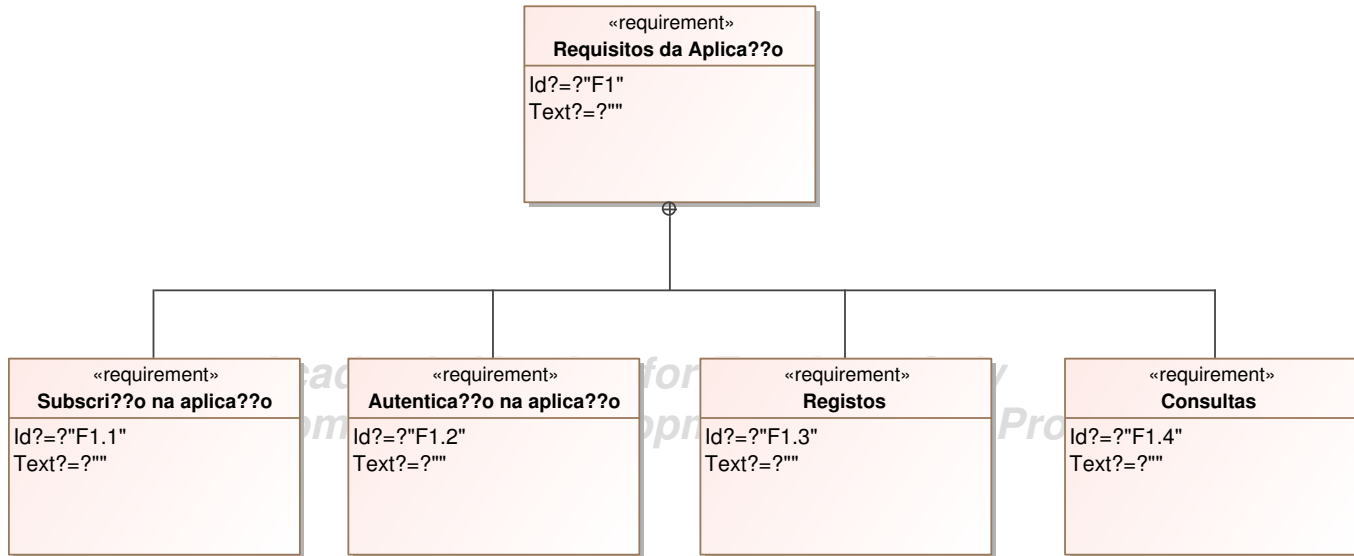 «requirement»
Requisitos da Aplica??o
Id?=?"F1"
Text?=?""
«requirement»
Subscri??o na aplica??o
Id?=?"F1.1"
Text?=?""
«requirement»
Autentica??o na aplica??o
Id?=?"F1.2"
Text?=?""
«requirement»
Registos
Id?=?"F1.3"
Text?=?""
«requirement»
Consultas
Id?=?"F1.4"
Text?=?""
for